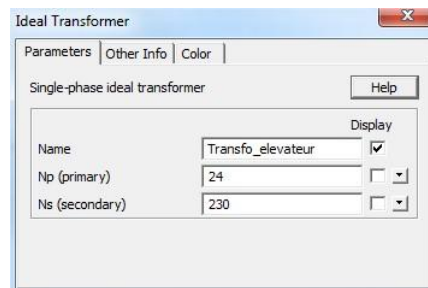 Ideal Transformer
Parameters Other Info Color
Single-phase ideal transformer Help
Display
Name Transfo_elevateur
Np (primary) 24
Ns (secondary) 230